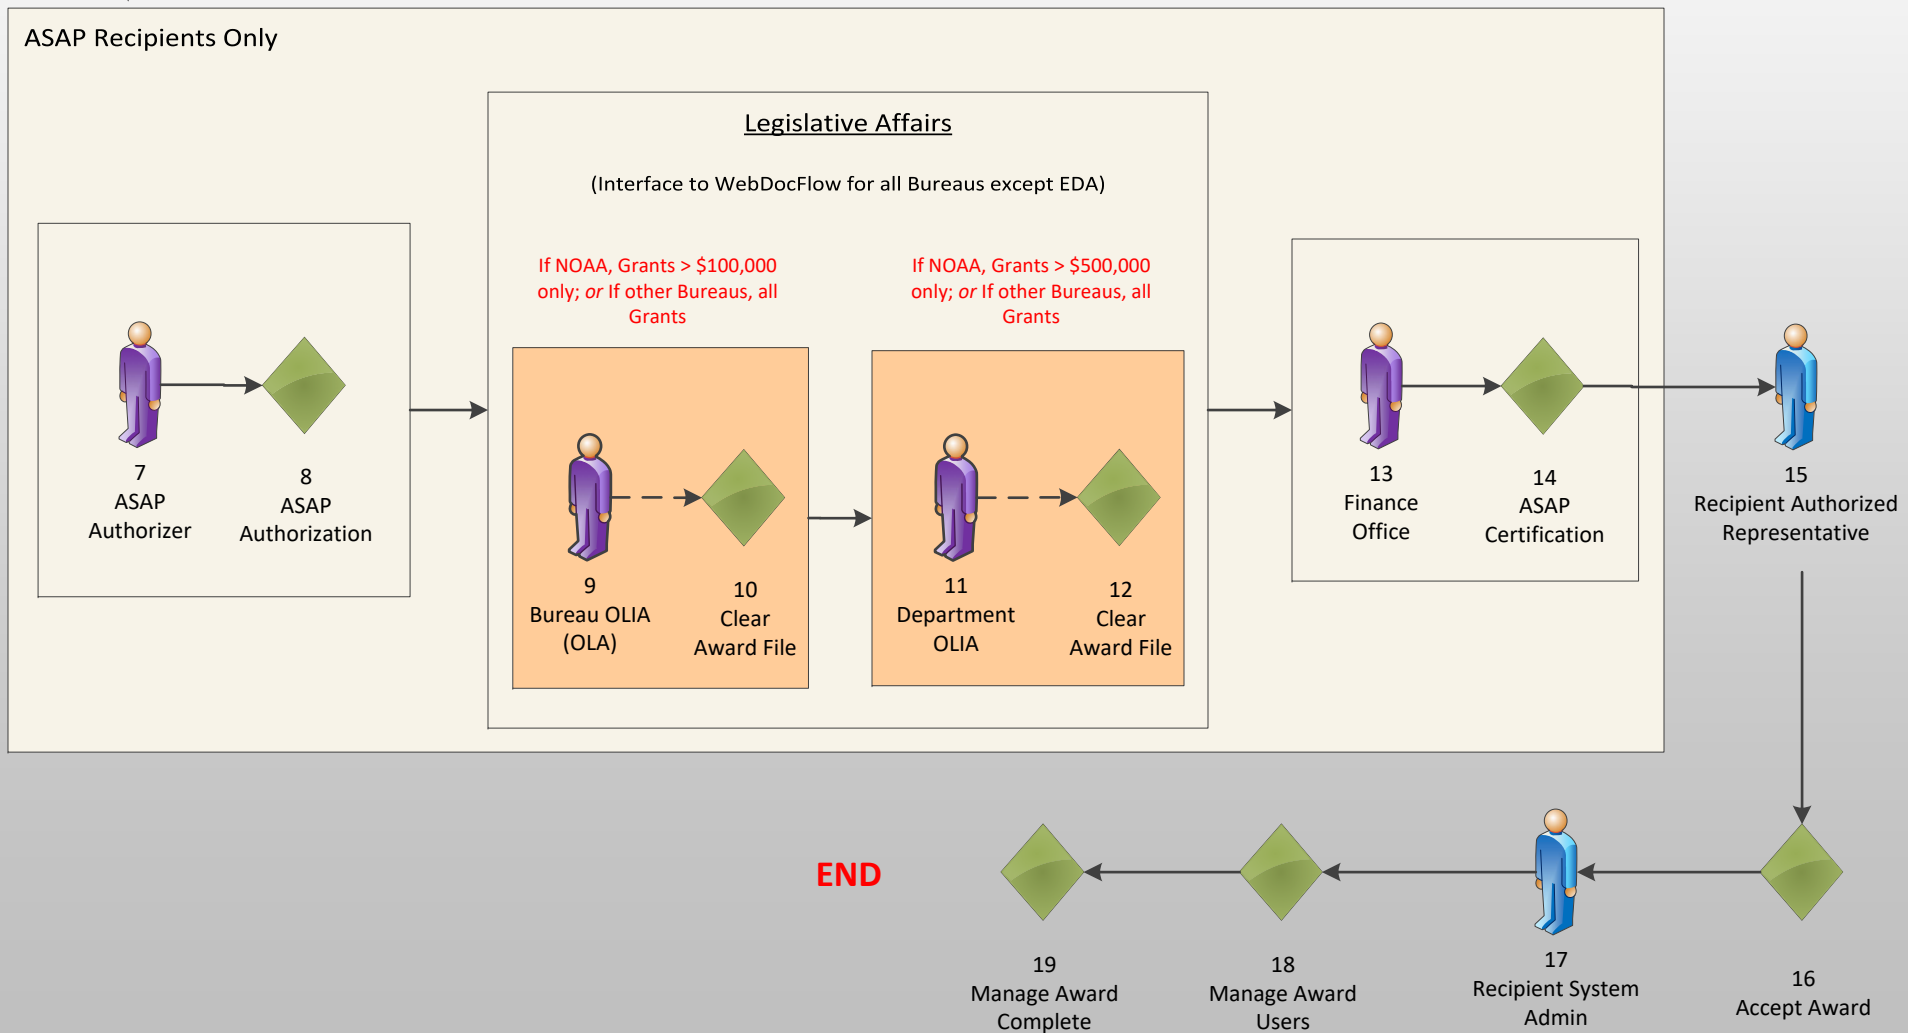 ASAP Recipients Only
Legislative Affairs
(Interface to WebDocFlow for all Bureaus except EDA)
If NOAA, Grants > $100,000
only; or If other Bureaus, all
Grants
If NOAA, Grants > $500,000
only; or If other Bureaus, all
Grants
7
ASAP
Authorizer
8
ASAP
Authorization
9
Bureau OLIA
(OLA)
10
Clear
Award File
11
Department
OLIA
12
Clear
Award File
13
Finance
Office
14
ASAP
Certification
15
Recipient Authorized
Representative
16
Accept Award
17
Recipient System
Admin
18
Manage Award
Users
19
Manage Award
Complete
END